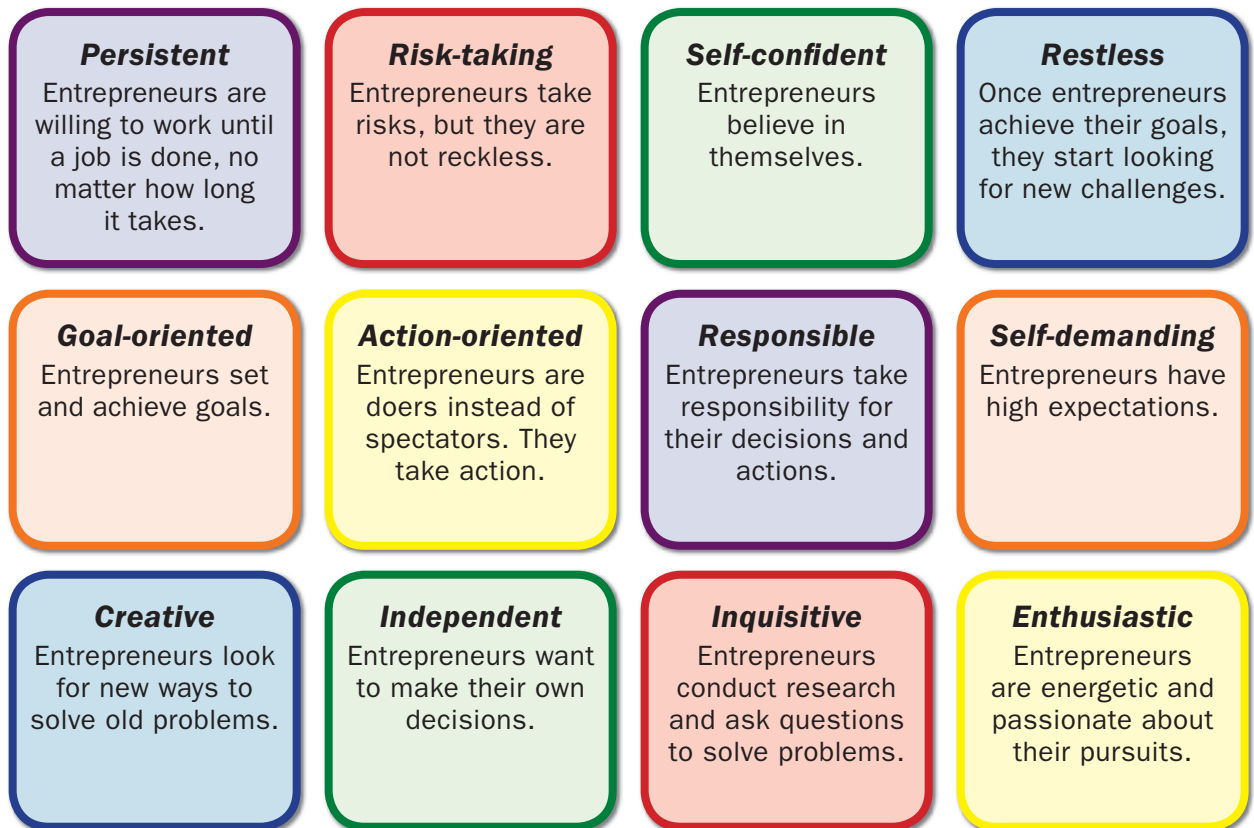 Persistent
Entrepreneurs are
willing to work until
a job is done, no
matter how long
it takes.
Risk-taking
Entrepreneurs take
risks, but they are
not reckless.
Self-confident
Entrepreneurs
believe in
themselves.
Restless
Once entrepreneurs
achieve their goals,
they start looking
for new challenges.
Goal-oriented
Entrepreneurs set
and achieve goals.
Action-oriented
Entrepreneurs are
doers instead of
spectators. They
take action.
Responsible
Entrepreneurs take
responsibility for
their decisions and
actions.
Self-demanding
Entrepreneurs have
high expectations.
Creative
Entrepreneurs look
for new ways to
solve old problems.
Independent
Entrepreneurs want
to make their own
decisions.
Inquisitive
Entrepreneurs
conduct research
and ask questions
to solve problems.
Enthusiastic
Entrepreneurs
are energetic and
passionate about
their pursuits.